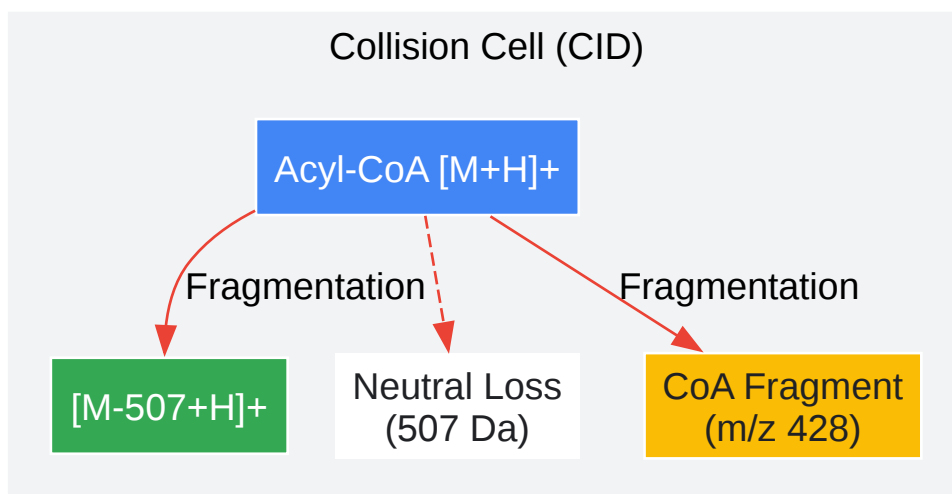 Collision Cell (CID)
Acyl-CoA [M+H]+
Fragmentation
Fragmentation
[M-507+H]+
Neutral Loss
(507 Da)
CoA Fragment
(m/z 428)